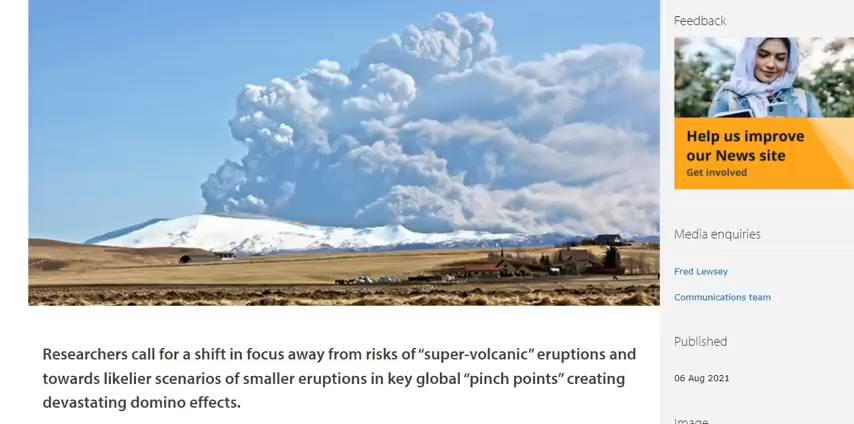 Feedback
Help us improve
our News site
Get involved
Media enquiries
Fred Lewsey
Communications team
Published
06 Aug 2021
Image
Researchers call for a shift in focus away from risks of “super-volcanic” eruptions and
towards likelier scenarios of smaller eruptions in key global “pinch points” creating
devastating domino effects.